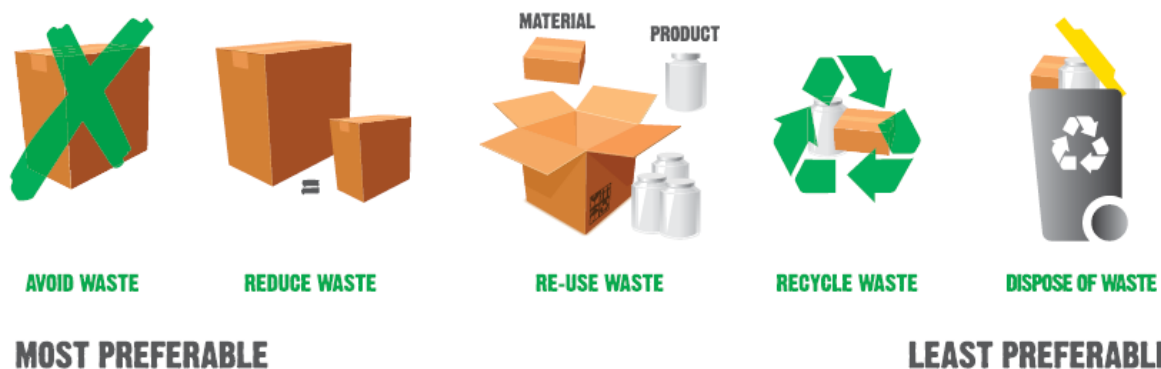 MATERIAL
PRODUCT
AVOID WASTE
REDUCE WASTE
RE-USE WASTE
RECYCLE WASTE
DISPOSE OF WASTE
MOST PREFERABLE
LEAST PREFERABL